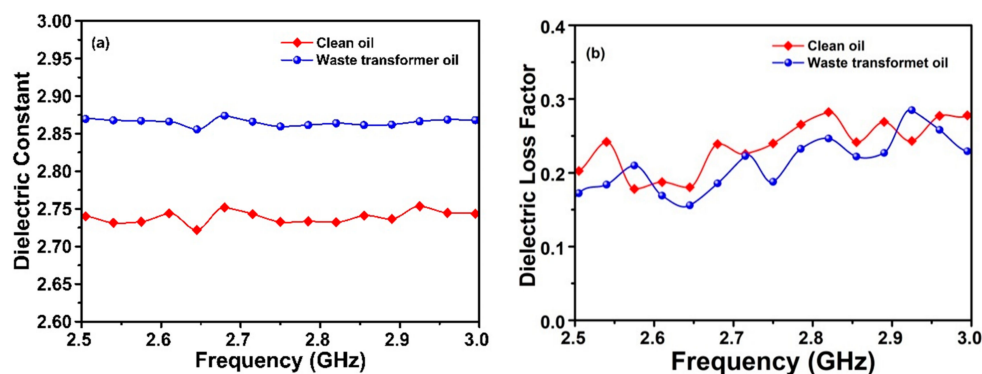 (a)
Clean oil
Waste transformer oil
3.00
2.95
2.90
2.85
2.80
2.75
2.70
2.65
2.60
Dielectric Constant
2.5 2.6 2.7 2.8 2.9 3.0
Frequency (GHz)
(b)
Clean oil
Waste transformet oil
0.4
0.3
0.2
0.1
0.0
Dielectric Loss Factor
2.5 2.6 2.7 2.8 2.9 3.0
Frequency (GHz)